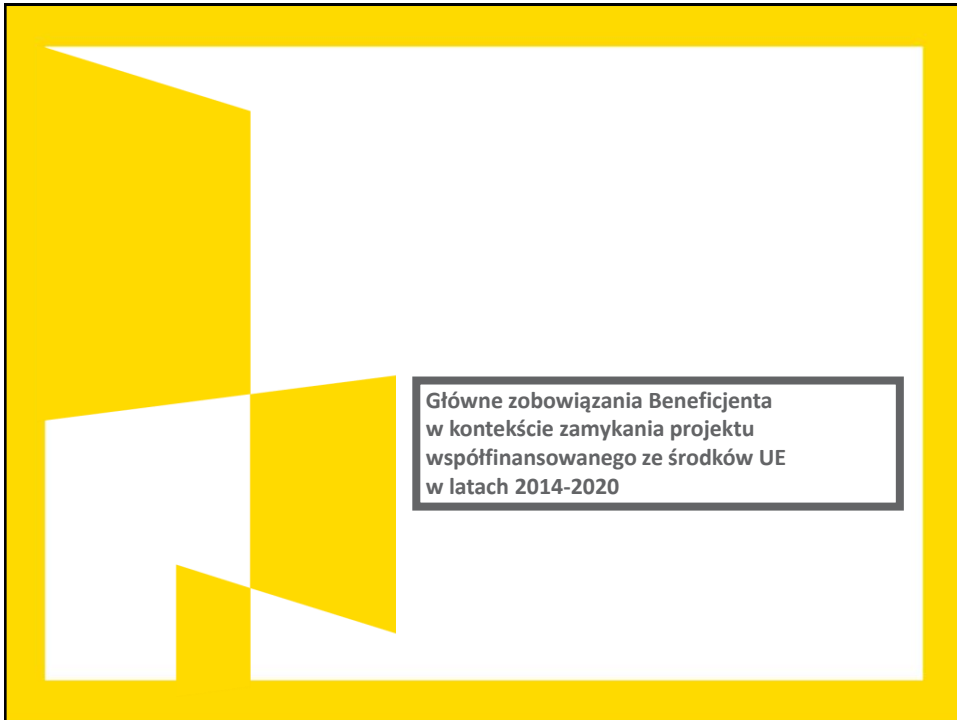 Główne zobowiązania Beneficjenta
w kontekście zamykania projektu
współfinansowanego ze środków UE
w latach 2014-2020